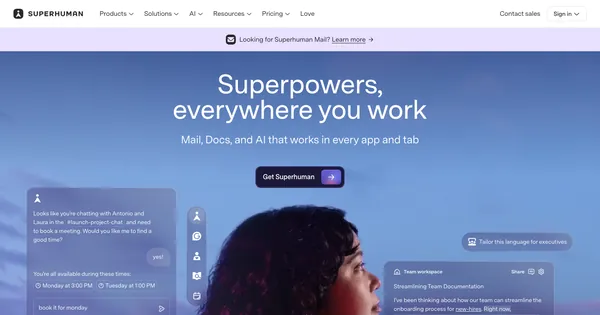 SUPERHUMAN Products Solutions AI Resources Pricing Love Contact sales Sign in
Looking for Superhuman Mail? Learn more →
Superpowers,
everywhere you work
Mail, Docs, and AI that works in every app and tab
Get Superhuman →
Looks like you're chatting with Antonio and
Laura in the #launch-project-chat and need
to book a meeting. Would you like me to find a
good time?
yes!
You're all available during these times:
Monday at 3:00 PM Tuesday at 1:00 PM
book it for monday
Tailor this language for executives
Team workspace Share
Streamlining Team Documentation
I've been thinking about how our team can streamline the
onboarding process for new-hires. Right now,